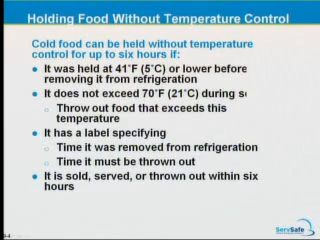 Holding Food Without Temperature Control
Cold food can be held without temperature
control for up to six hours if:
It was held at 41˚F (5˚C) or lower before
removing it from refrigeration
It does not exceed 70˚F (21˚C) during
Throw out food that exceeds this
temperature
It has a label specifying
Time it was removed from refrigeration
Time it must be thrown out
It is sold, served, or thrown out within six
hours
ServSafe